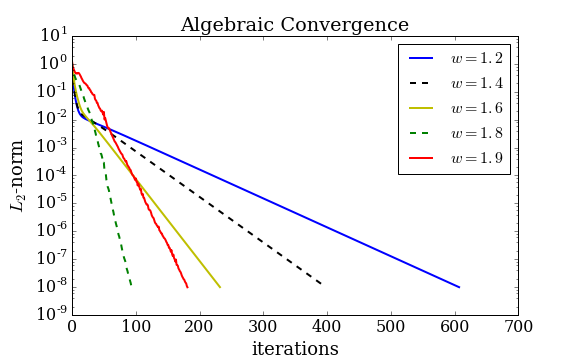 Algebraic Convergence
10^1
10^0
10^-1
10^-2
10^-3
10^-4
10^-5
10^-6
10^-7
10^-8
10^-9
L_2-norm
w = 1.2
w = 1.4
w = 1.6
w = 1.8
w = 1.9
0 100 200 300 400 500 600 700
iterations